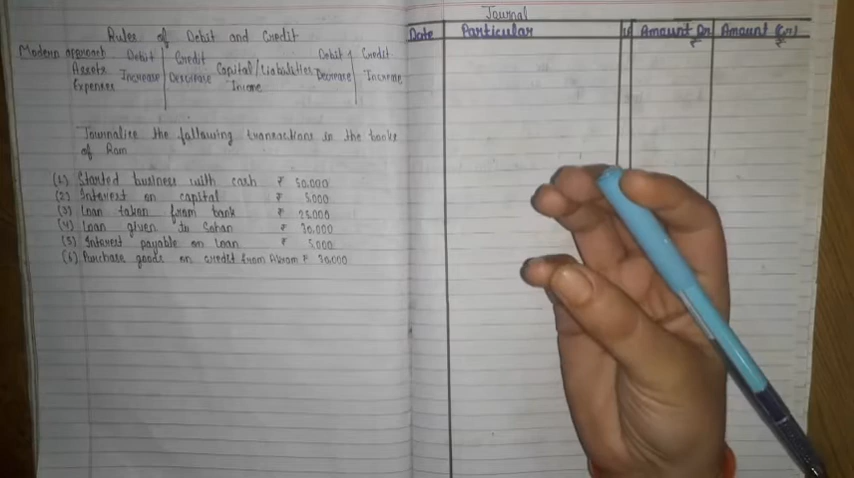 Rules of Debit and Credit
Modern approach Debit Credit Debit Credit
Assets Increase Decrease Capital/Liabilities Decrease Increase
Expenses Income
Journalise the following transactions in the books
of Ram
(1) Started business with cash ₹ 50,000
(2) Interest on capital ₹ 5,000
(3) Loan taken from bank ₹ 25,000
(4) Loan given to Sohan ₹ 30,000
(5) Interest payable on Loan ₹ 5,000
(6) Purchase goods on credit from ₹ 30,000
Journal
Date Particular Amount Dr Amount (Cr)
₹ ₹